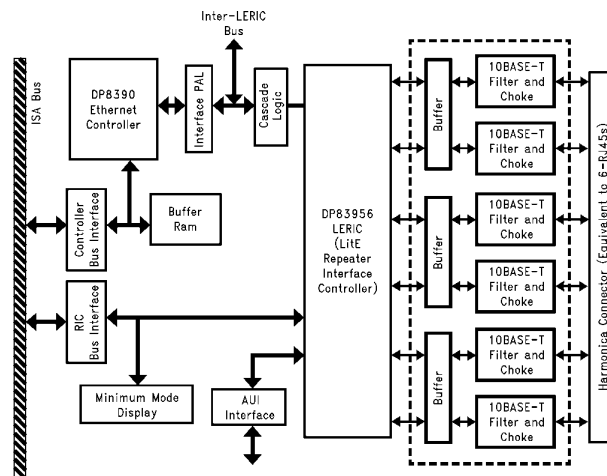 Inter-LERIC
Bus
ISA Bus
DP8390
Ethernet
Controller
Interface PAL
Cascade
Logic
Controller
Bus Interface
Buffer
Ram
RIC
Bus Interface
Minimum Mode
Display
AUI
Interface
DP83956
LERIC
(LitE
Repeater
Interface
Controller)
Buffer
Buffer
Buffer
10BASE-T
Filter and
Choke
10BASE-T
Filter and
Choke
10BASE-T
Filter and
Choke
10BASE-T
Filter and
Choke
10BASE-T
Filter and
Choke
10BASE-T
Filter and
Choke
Harmonica Connector (Equivalent to 6-RJ45s)